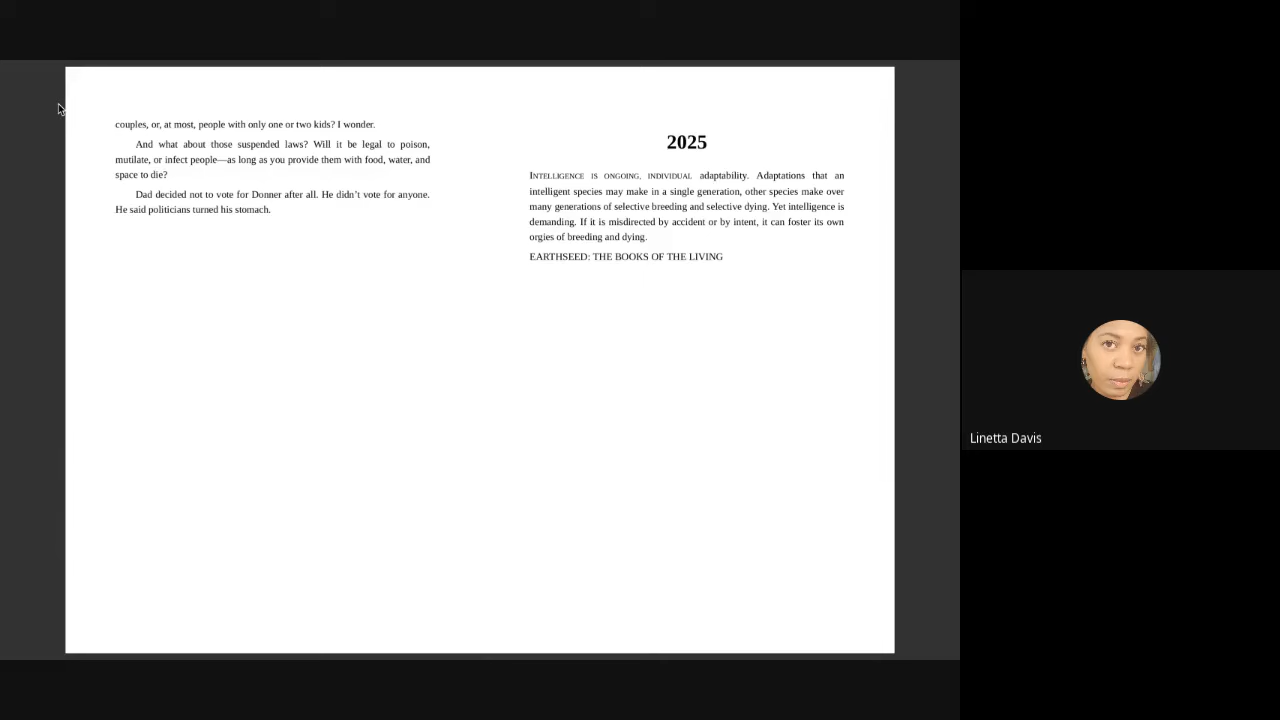 couples, or, at most, people with only one or two kids? I wonder.
And what about those suspended laws? Will it be legal to poison,
mutilate, or infect people—as long as you provide them with food, water, and
space to die?
Dad decided not to vote for Donner after all. He didn’t vote for anyone.
He said politicians turned his stomach.
2025
INTELLIGENCE IS ONGOING, INDIVIDUAL adaptability. Adaptations that an
intelligent species may make in a single generation, other species make over
many generations of selective breeding and selective dying. Yet intelligence is
demanding. If it is misdirected by accident or by intent, it can foster its own
orgies of breeding and dying.
EARTHSEED: THE BOOKS OF THE LIVING
Linetta Davis